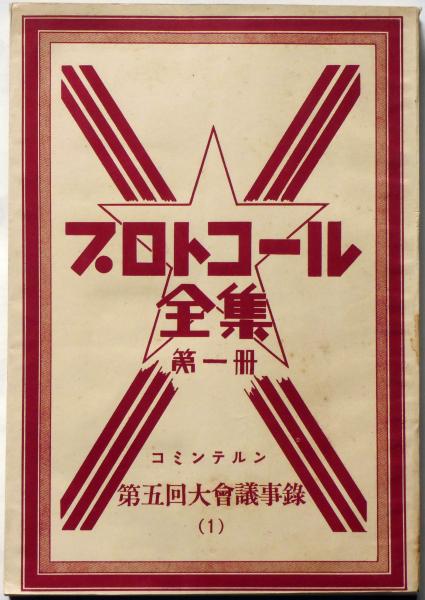 プロトコール
全集
第一册
コミンテルン
第五回大會議事錄
(1)